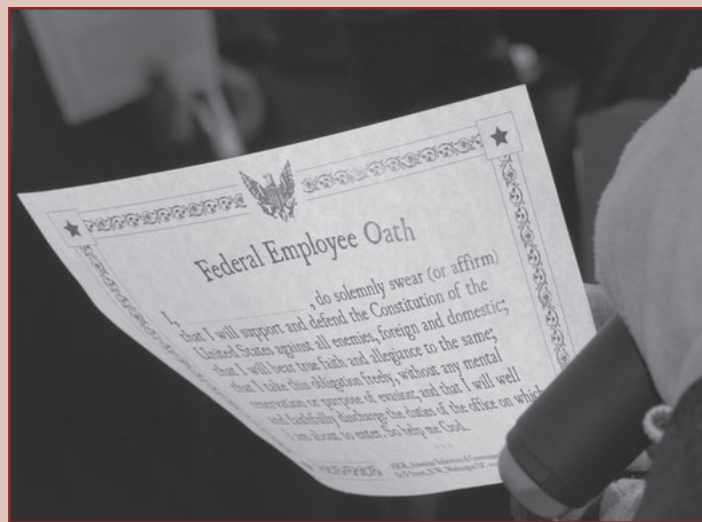 Federal Employee Oath
I, , do solemnly swear (or affirm)
that I will support and defend the Constitution of the
United States against all enemies, foreign and domestic;
that I will bear true faith and allegiance to the same;
that I take this obligation freely, without any mental
reservation or purpose of evasion; and that I will well
and faithfully discharge the duties of the office on which
I am about to enter. So help me God.